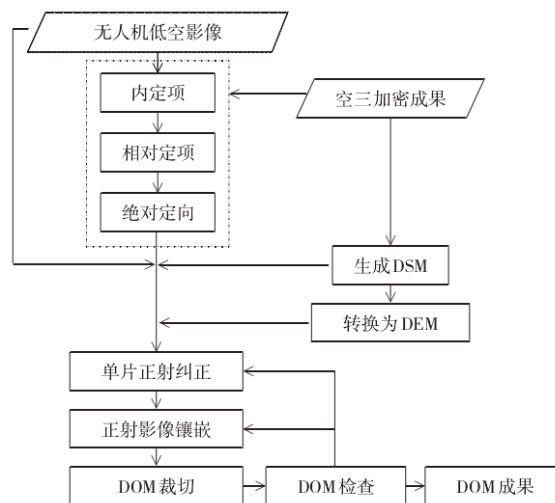 无人机低空影像
内定项
空三加密成果
相对定项
绝对定向
生成DSM
转换为DEM
单片正射纠正
正射影像镶嵌
DOM裁切
DOM检查
DOM成果